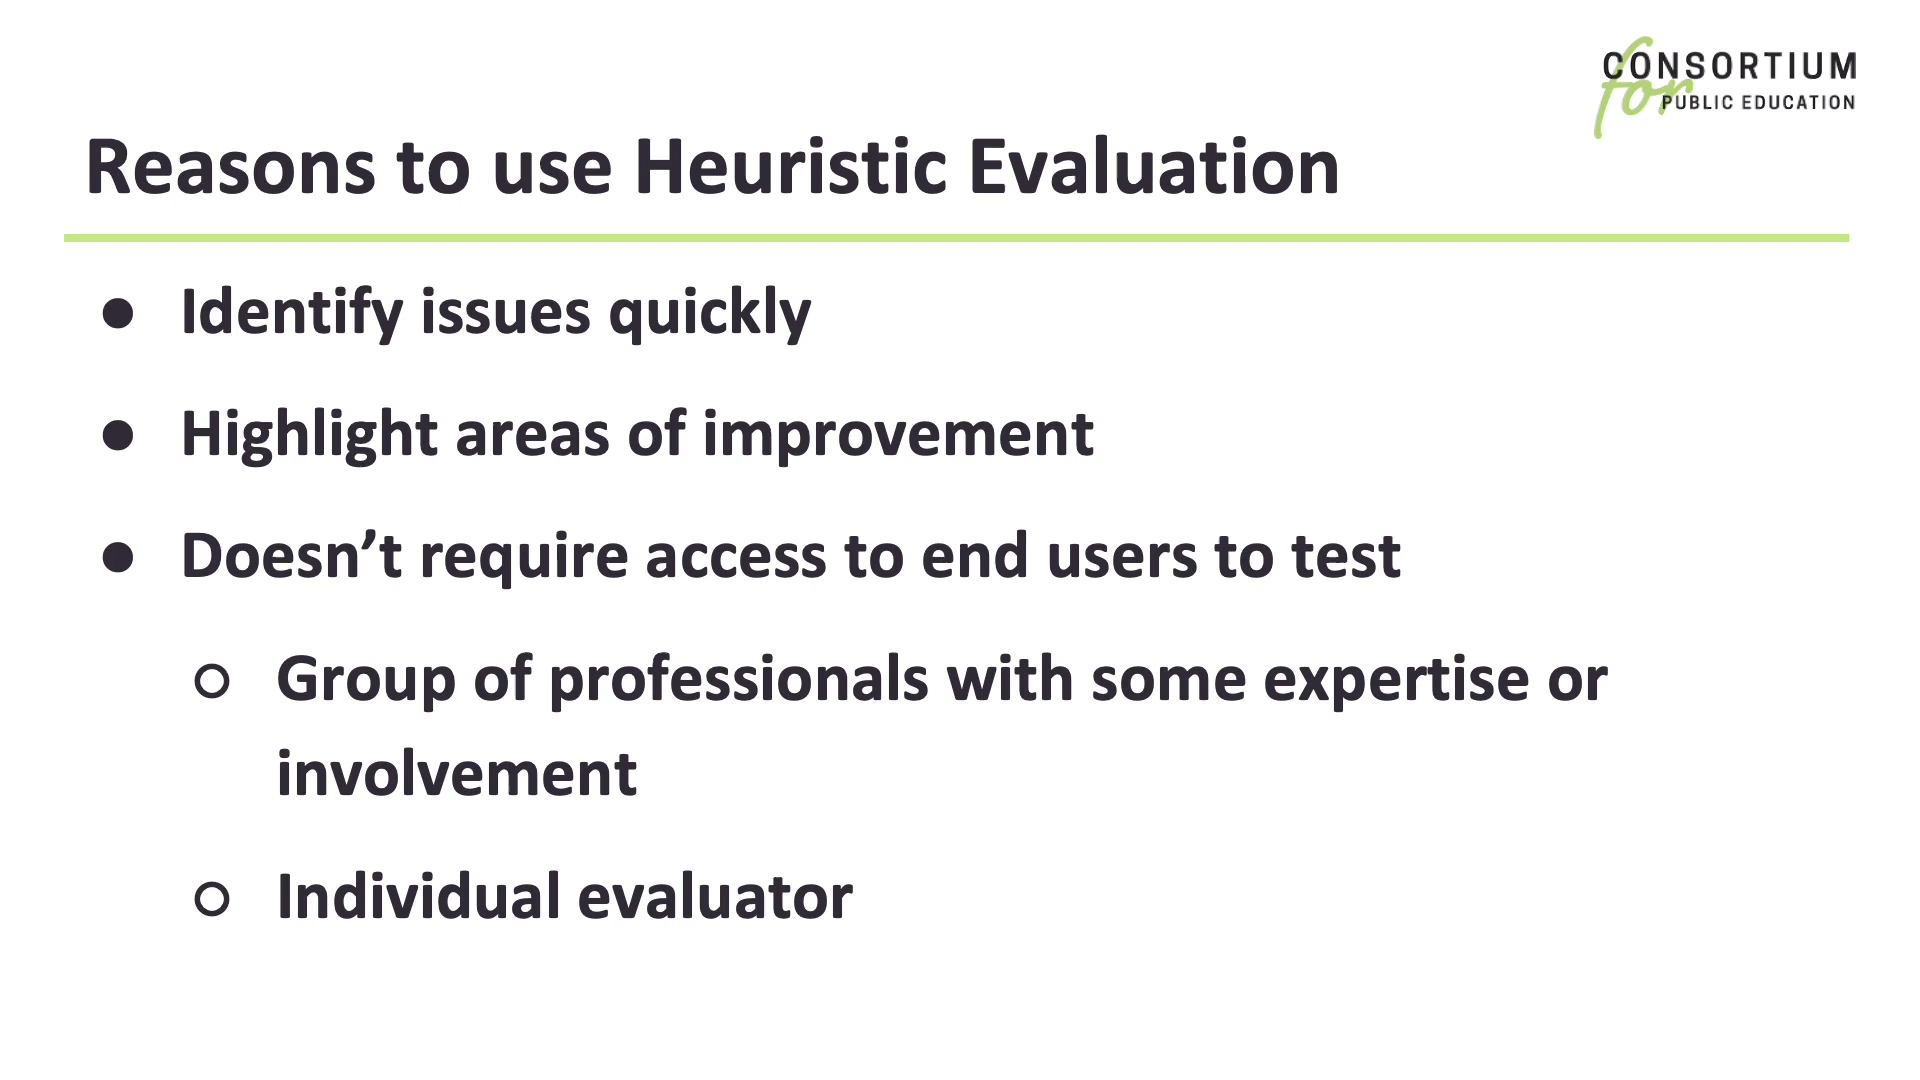 CONSORTIUM
for PUBLIC EDUCATION
Reasons to use Heuristic Evaluation
● Identify issues quickly
● Highlight areas of improvement
● Doesn’t require access to end users to test
○ Group of professionals with some expertise or
involvement
○ Individual evaluator